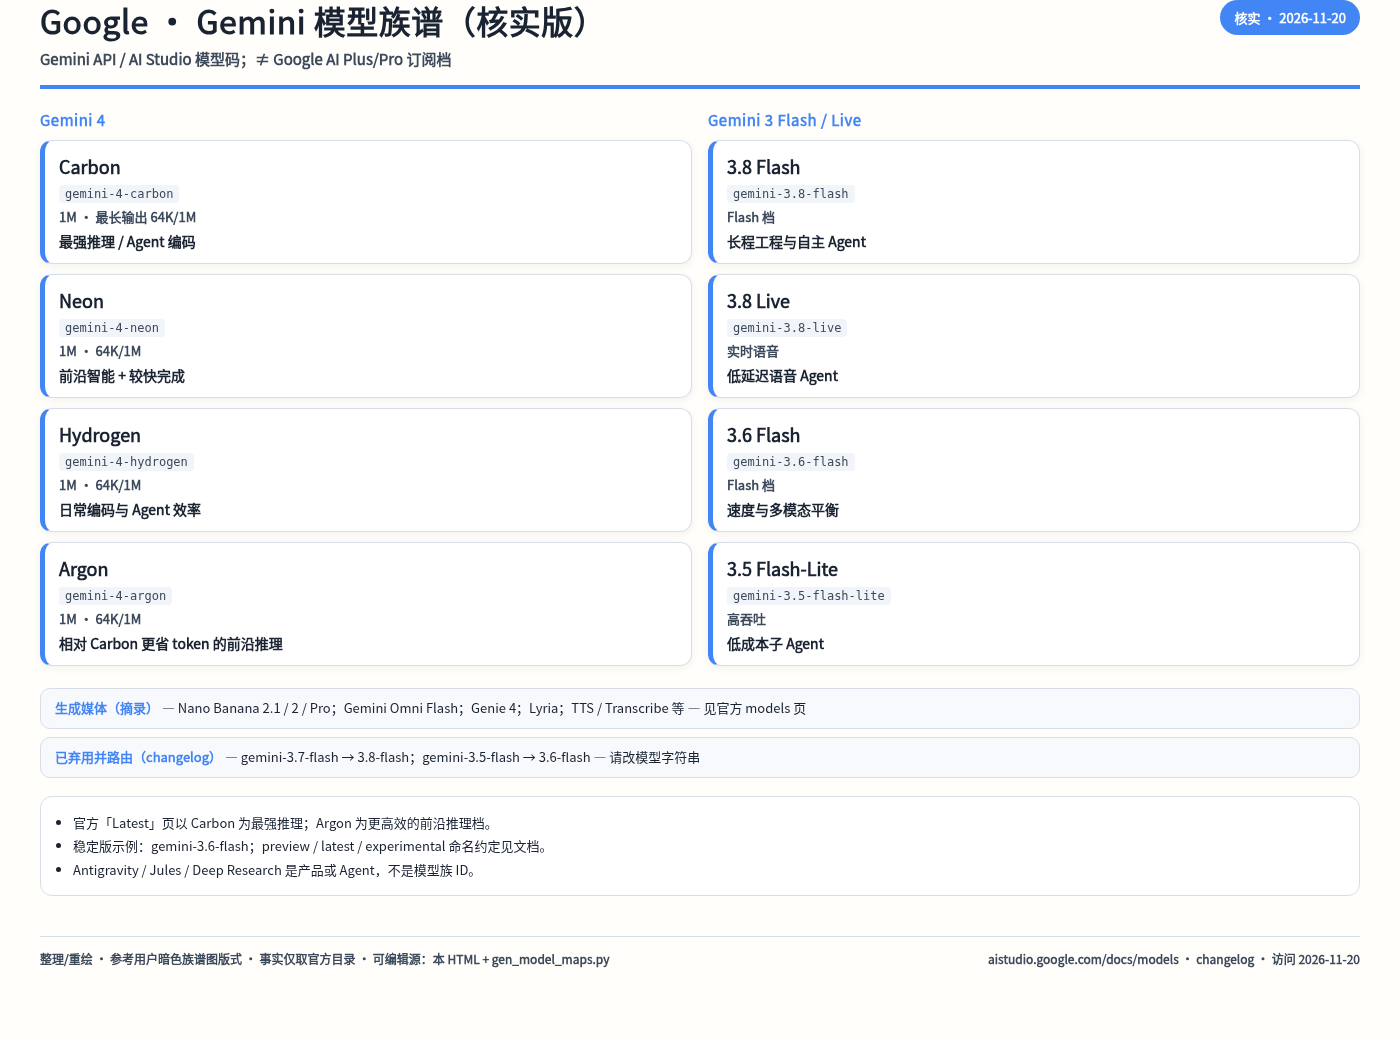 Google · Gemini 模型族谱（核实版）
核实 · 2026-11-20
Gemini API / AI Studio 模型码；≠ Google AI Plus/Pro 订阅档
Gemini 4
Carbon
gemini-4-carbon
1M · 最长输出 64K/1M
最强推理 / Agent 编码
Neon
gemini-4-neon
1M · 64K/1M
前沿智能 + 较快完成
Hydrogen
gemini-4-hydrogen
1M · 64K/1M
日常编码与 Agent 效率
Argon
gemini-4-argon
1M · 64K/1M
相对 Carbon 更省 token 的前沿推理
Gemini 3 Flash / Live
3.8 Flash
gemini-3.8-flash
Flash 档
长程工程与自主 Agent
3.8 Live
gemini-3.8-live
实时语音
低延迟语音 Agent
3.6 Flash
gemini-3.6-flash
Flash 档
速度与多模态平衡
3.5 Flash-Lite
gemini-3.5-flash-lite
高吞吐
低成本子 Agent
生成媒体（摘录） — Nano Banana 2.1 / 2 / Pro；Gemini Omni Flash；Genie 4；Lyria；TTS / Transcribe 等 — 见官方 models 页
已弃用并路由（changelog） — gemini-3.7-flash → 3.8-flash；gemini-3.5-flash → 3.6-flash — 请改模型字符串
• 官方「Latest」页以 Carbon 为最强推理；Argon 为更高效的前沿推理档。
• 稳定版示例：gemini-3.6-flash；preview / latest / experimental 命名约定见文档。
• Antigravity / Jules / Deep Research 是产品或 Agent，不是模型族 ID。
整理/重绘 · 参考用户暗色族谱图版式 · 事实仅取官方目录 · 可编辑源：本 HTML + gen_model_maps.py
aistudio.google.com/docs/models · changelog · 访问 2026-11-20